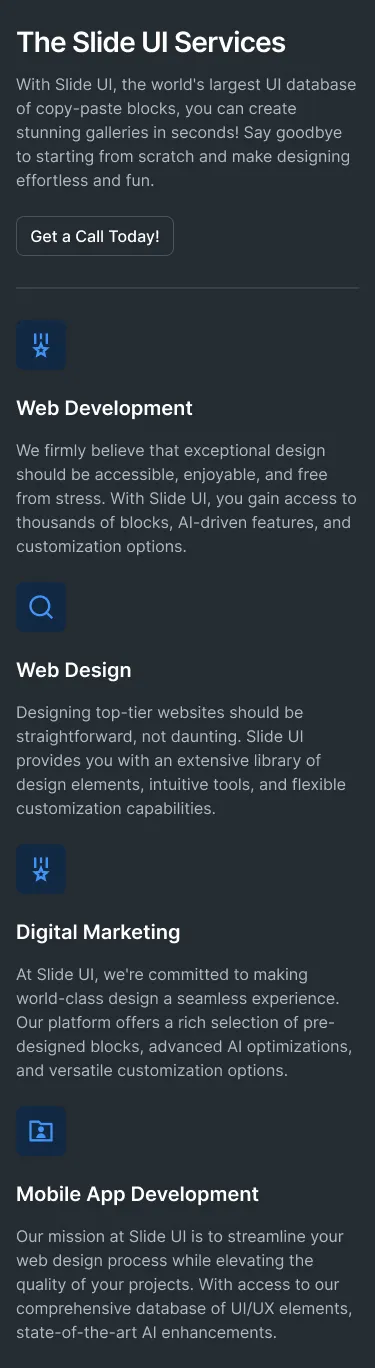 The Slide UI Services
With Slide UI, the world's largest UI database
of copy-paste blocks, you can create
stunning galleries in seconds! Say goodbye
to starting from scratch and make designing
effortless and fun.
Get a Call Today!
Web Development
We firmly believe that exceptional design
should be accessible, enjoyable, and free
from stress. With Slide UI, you gain access to
thousands of blocks, AI-driven features, and
customization options.
Web Design
Designing top-tier websites should be
straightforward, not daunting. Slide UI
provides you with an extensive library of
design elements, intuitive tools, and flexible
customization capabilities.
Digital Marketing
At Slide UI, we're committed to making
world-class design a seamless experience.
Our platform offers a rich selection of pre-
designed blocks, advanced AI optimizations,
and versatile customization options.
Mobile App Development
Our mission at Slide UI is to streamline your
web design process while elevating the
quality of your projects. With access to our
comprehensive database of UI/UX elements,
state-of-the-art AI enhancements.